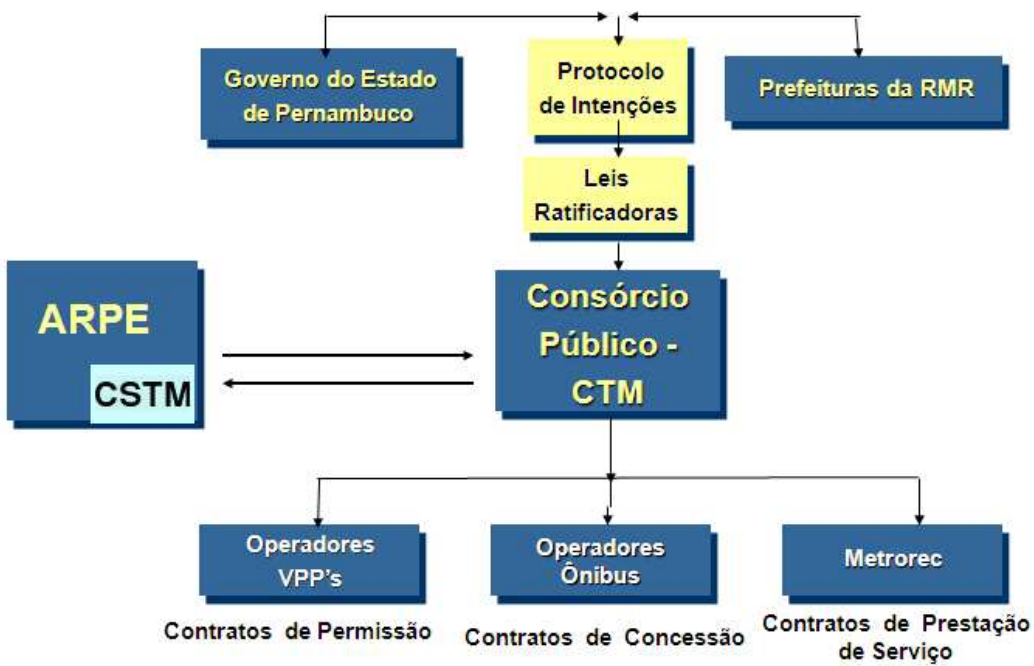 Governo do Estado
de Pernambuco
Protocolo
de Intenções
Prefeituras da RMR
Leis
Ratificadoras
ARPE
CSTM
Consórcio
Público -
CTM
Operadores
VPP's
Contratos de Permissão
Operadores
Ônibus
Contratos de Concessão
Metrorec
Contratos de Prestação
de Serviço